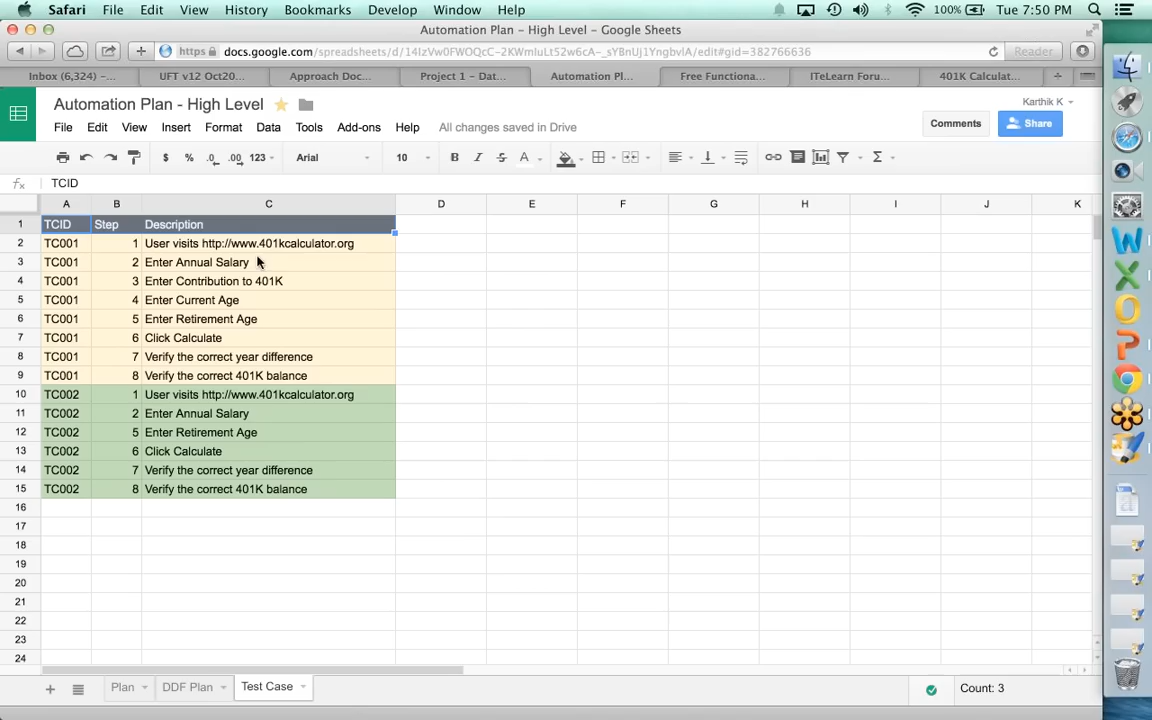 Safari File Edit View History Bookmarks Develop Window Help 100% Tue 7:50 PM
Automation Plan - High Level - Google Sheets
https docs.google.com/spreadsheets/d/ Reader
Inbox (6,324) –... UFT v12 Oct20... Approach Doc... Project 1 – Dat... Automation Pl... Free Functiona... ITeLearn Foru... 401K Calculat...
Automation Plan - High Level Karthik K
File Edit View Insert Format Data Tools Add-ons Help All changes saved in Drive Comments Share
$ % .0 .00 123 Arial 10 B I S A Σ
fx TCID
A B C D E F G H I J K
1 TCID Step Description
2 TC001 1 User visits http://www.401kcalculator.org
3 TC001 2 Enter Annual Salary
4 TC001 3 Enter Contribution to 401K
5 TC001 4 Enter Current Age
6 TC001 5 Enter Retirement Age
7 TC001 6 Click Calculate
8 TC001 7 Verify the correct year difference
9 TC001 8 Verify the correct 401K balance
10 TC002 1 User visits http://www.401kcalculator.org
11 TC002 2 Enter Annual Salary
12 TC002 5 Enter Retirement Age
13 TC002 6 Click Calculate
14 TC002 7 Verify the correct year difference
15 TC002 8 Verify the correct 401K balance
16
17
18
19
20
21
22
23
24
Plan DDF Plan Test Case Count: 3